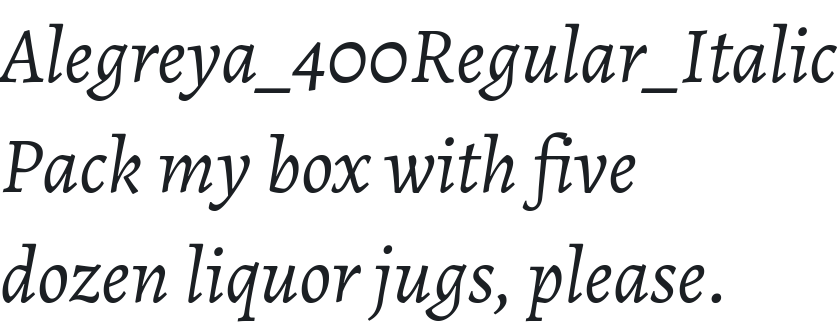 Alegreya_400Regular_Italic
Pack my box with five
dozen liquor jugs, please.